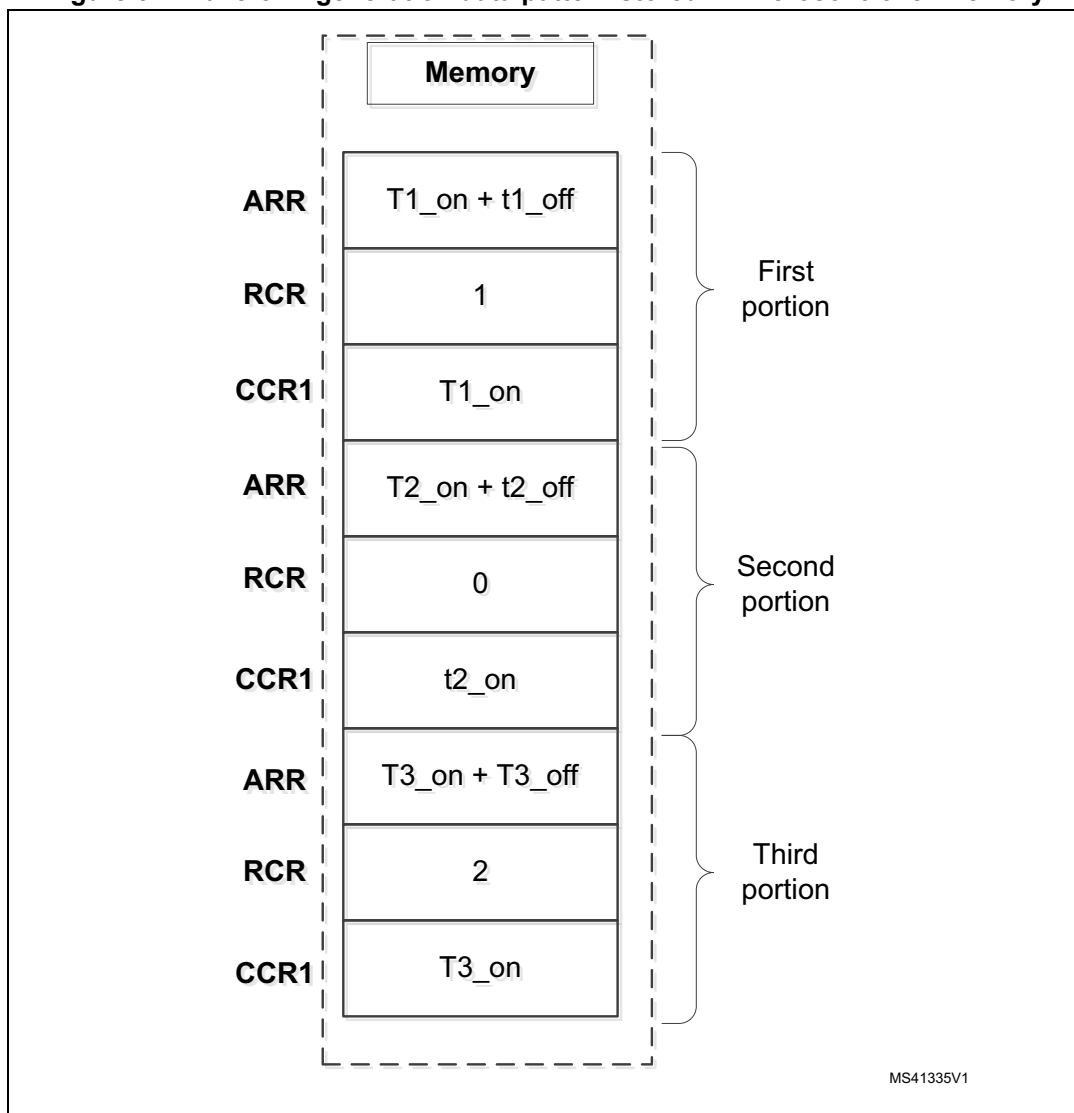 Memory
ARR T1_on + t1_off
RCR 1
First
portion
CCR1 T1_on
ARR T2_on + t2_off
RCR 0
Second
portion
CCR1 t2_on
ARR T3_on + T3_off
RCR 2
Third
portion
CCR1 T3_on
MS41335V1